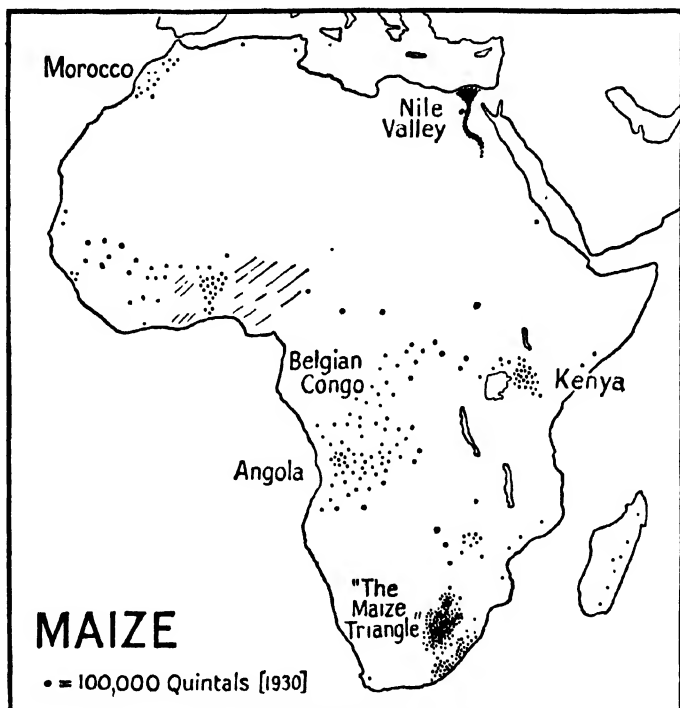 Morocco
Nile
Valley
Belgian
Congo
Kenya
Angola
"The
Maize
Triangle"
MAIZE
• = 100,000 Quintals [1930]